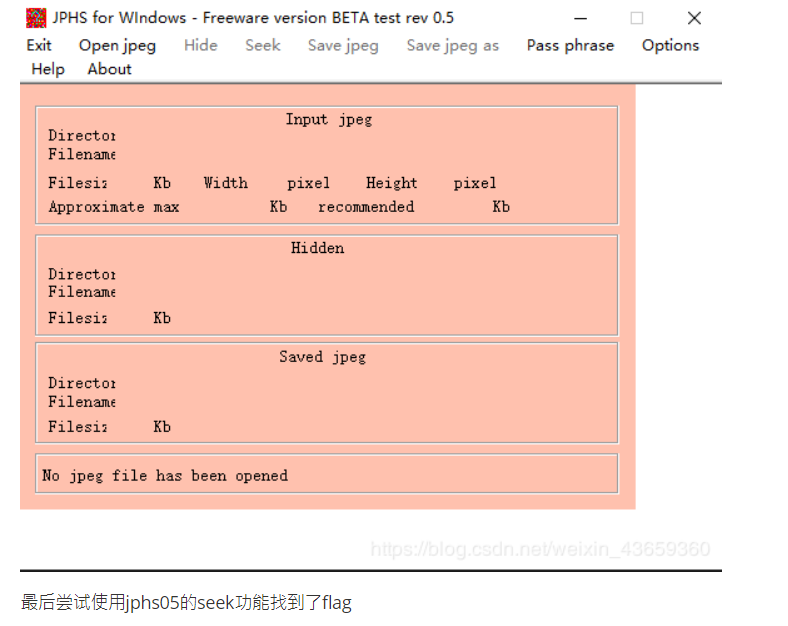 JPHS for WIndows - Freeware version BETA test rev 0.5
Exit Open jpeg Hide Seek Save jpeg Save jpeg as Pass phrase Options
Help About
Input jpeg
Director
Filename
Filesiz Kb Width pixel Height pixel
Approximate max Kb recommended Kb
Hidden
Director
Filename
Filesiz Kb
Saved jpeg
Director
Filename
Filesiz Kb
No jpeg file has been opened
https://blog.csdn.net/weixin_43659360
最后尝试使用jphs05的seek功能找到了flag